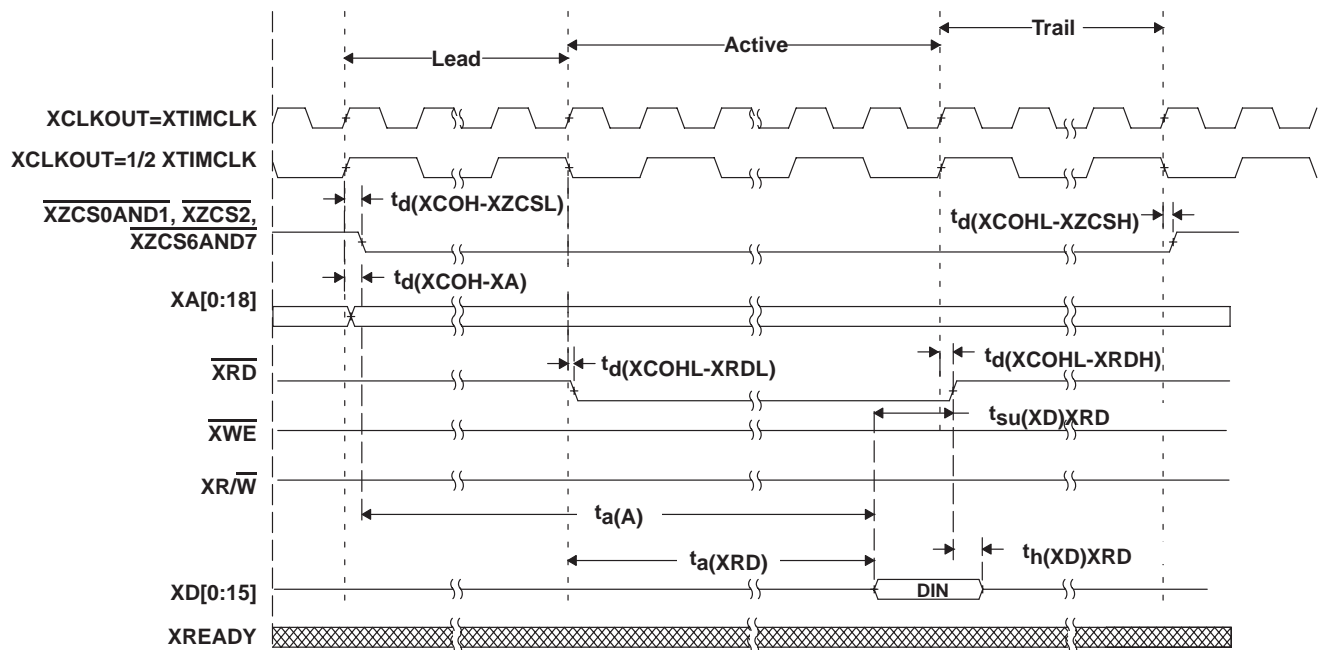 Trail
Active
Lead
XCLKOUT=XTIMCLK
XCLKOUT=1/2 XTIMCLK
td(XCOH-XZCSL)
XZCS0AND1, XZCS2,
XZCS6AND7
td(XCOHL-XZCSH)
td(XCOH-XA)
XA[0:18]
XRD
td(XCOHL-XRDL)
td(XCOHL-XRDH)
tsu(XD)XRD
XWE
XR/W
ta(A)
ta(XRD)
th(XD)XRD
XD[0:15]
DIN
XREADY